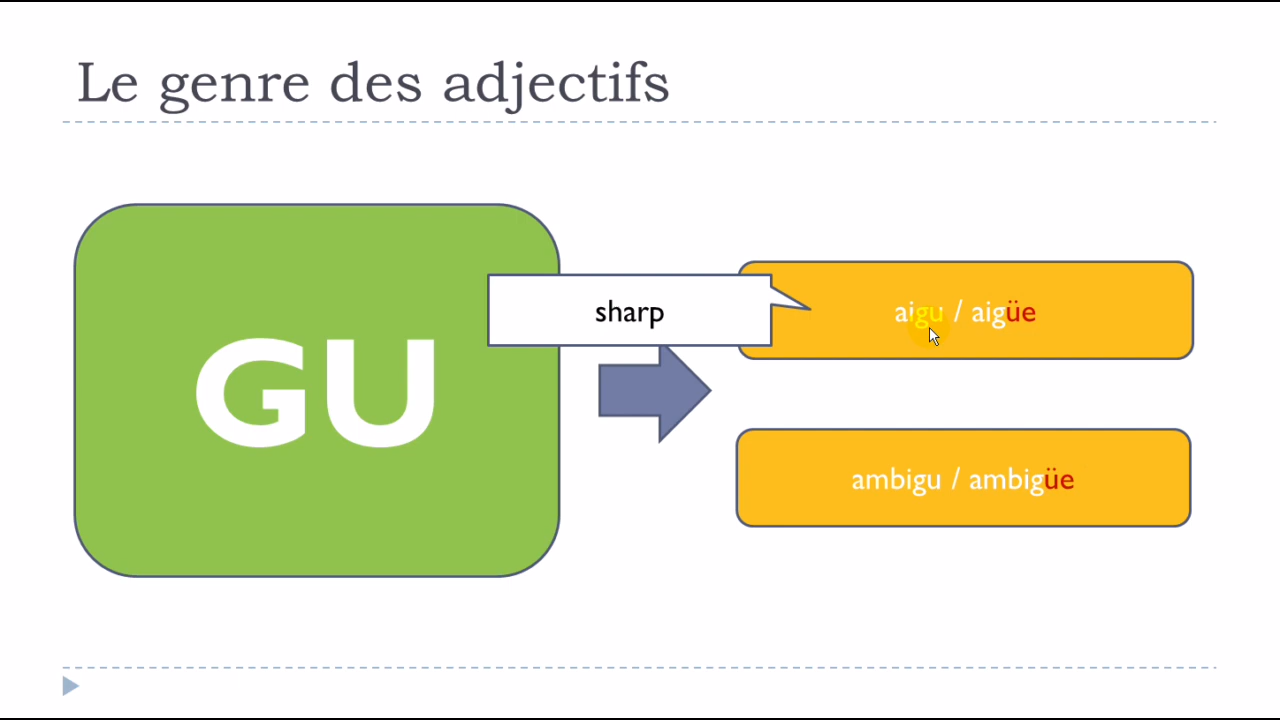 Le genre des adjectifs
GU
sharp
aigu / aigüe
ambigu / ambigüe